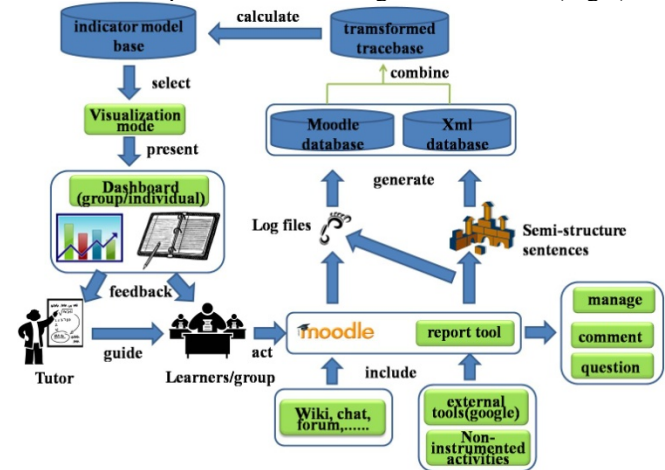 calculate
indicator model
base
tramsformed
tracebase
combine
select
Visualization
mode
Moodle
database
Xml
database
present
generate
Dashboard
(group/individual)
Log files
Semi-structure
sentences
feedback
manage
moodle
report tool
comment
guide
act
question
Tutor
Learners/group
include
Wiki, chat,
forum,......
external
tools(google)
Non-
instrumented
activities